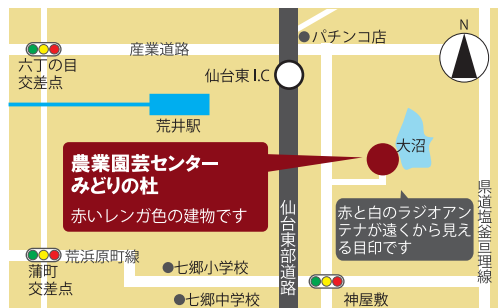 パチンコ店
N
産業道路
六丁の目
交差点
仙台東 I.C
荒井駅
大沼
農業園芸センター
みどりの杜
赤いレンガ色の建物です
赤と白のラジオアン
テナが遠くから見え
る目印です
仙台東部道路
県道塩釜亘理線
荒浜原町線
蒲町
交差点
七郷小学校
七郷中学校
神屋敷